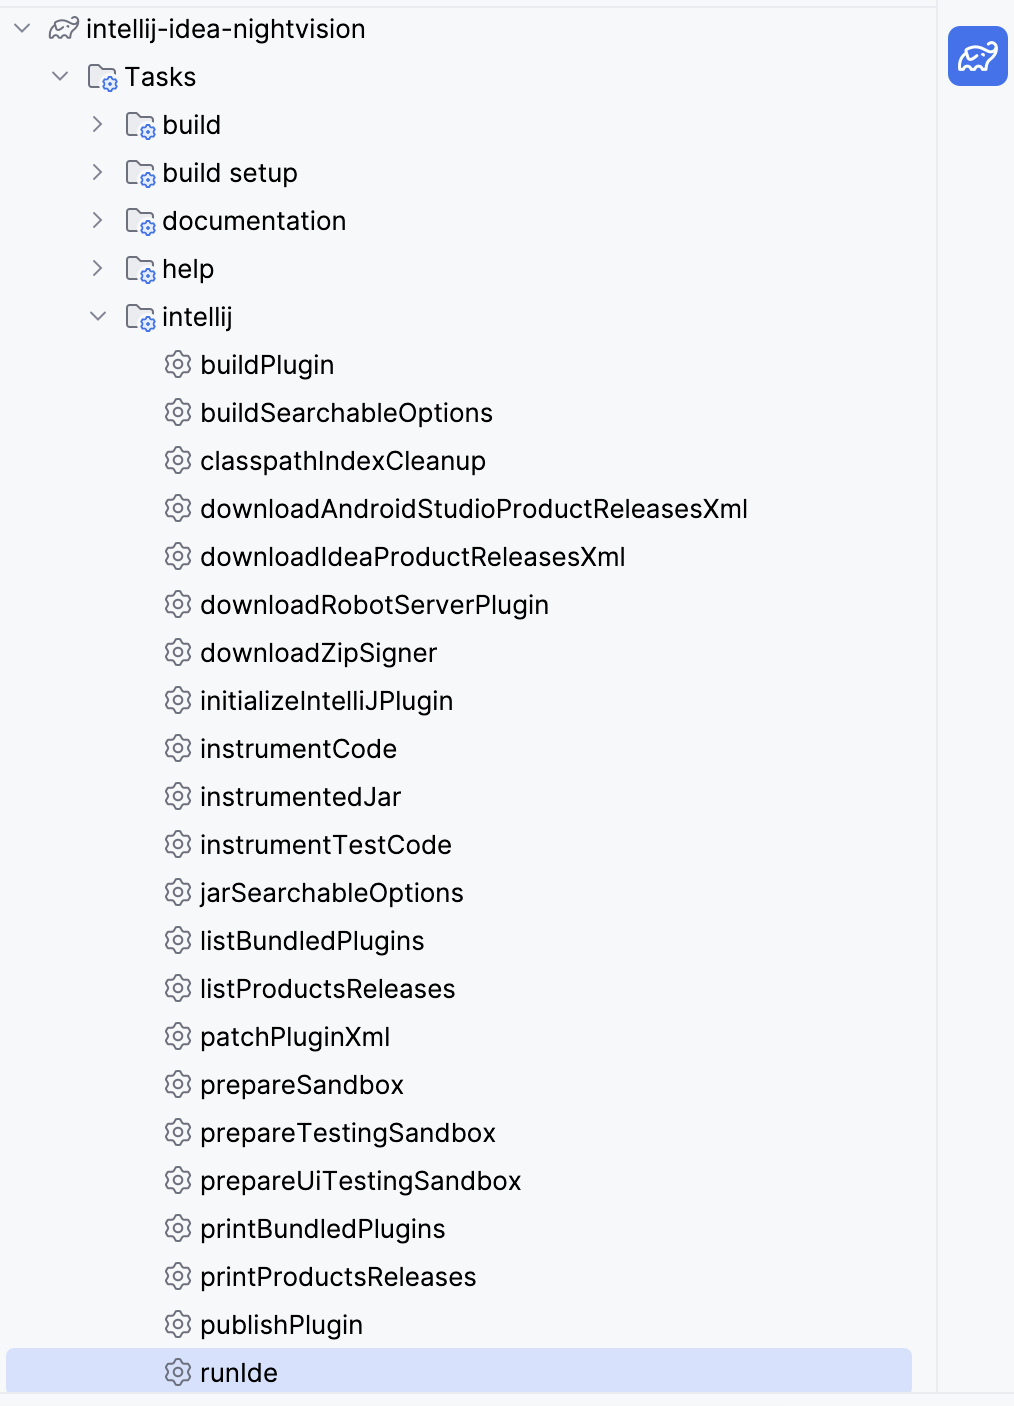 intellij-idea-nightvision
Tasks
build
build setup
documentation
help
intellij
buildPlugin
buildSearchableOptions
classpathIndexCleanup
downloadAndroidStudioProductReleasesXml
downloadIdeaProductReleasesXml
downloadRobotServerPlugin
downloadZipSigner
initializeIntelliJPlugin
instrumentCode
instrumentedJar
instrumentTestCode
jarSearchableOptions
listBundledPlugins
listProductsReleases
patchPluginXml
prepareSandbox
prepareTestingSandbox
prepareUiTestingSandbox
printBundledPlugins
printProductsReleases
publishPlugin
runIde